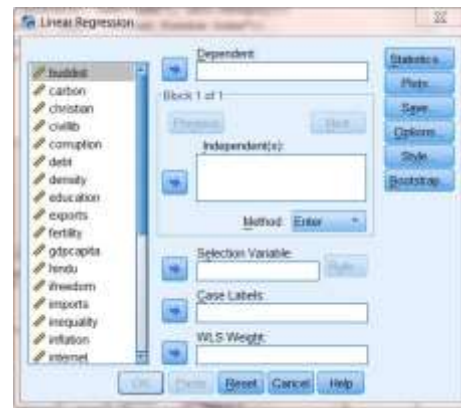 Linear Regression
buddist
carbon
christian
civillib
corruption
debt
density
education
exports
fertility
gdpcapita
hindu
ifreedom
imports
inequality
inflation
internet
Dependent:
Block 1 of 1
Previous
Next
Independent(s):
Method: Enter
Selection Variable:
Rule...
Case Labels:
WLS Weight:
Statistics...
Plots...
Save...
Options...
Style...
Bootstrap...
OK
Paste
Reset
Cancel
Help